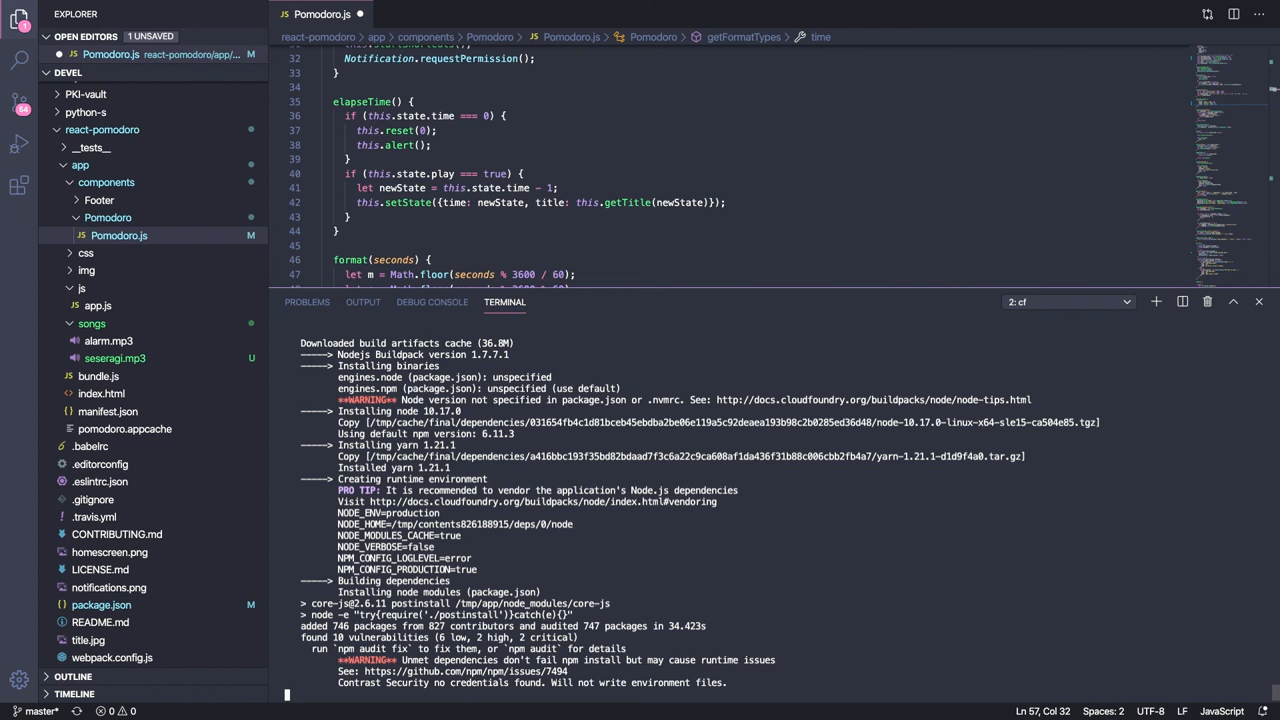 EXPLORER
OPEN EDITORS 1 UNSAVED
Pomodoro.js react-pomodoro/app/... M
DEVEL
PKI-vault
python-s
react-pomodoro
__tests__
app
components
Footer
Pomodoro
JS Pomodoro.js M
css
img
js
JS app.js
songs
alarm.mp3
seseragi.mp3 U
JS bundle.js
index.html
manifest.json
pomodoro.appcache
.babelrc
.editorconfig
.eslintrc.json
.gitignore
.travis.yml
CONTRIBUTING.md
homescreen.png
LICENSE.md
notifications.png
package.json M
README.md
title.jpg
webpack.config.js
OUTLINE
TIMELINE
1
54
JS Pomodoro.js
react-pomodoro > app > components > Pomodoro > JS Pomodoro.js > Pomodoro > getFormatTypes > time
31 this.startShortcuts();
32 Notification.requestPermission();
33 }
34
35 elapseTime() {
36 if (this.state.time === 0) {
37 this.reset(0);
38 this.alert();
39 }
40 if (this.state.play === true) {
41 let newState = this.state.time - 1;
42 this.setState({time: newState, title: this.getTitle(newState)});
43 }
44 }
45
46 format(seconds) {
47 let m = Math.floor(seconds % 3600 / 60);
PROBLEMS OUTPUT DEBUG CONSOLE TERMINAL 2: cf
Downloaded build artifacts cache (36.8M)
-----> Nodejs Buildpack version 1.7.7.1
-----> Installing binaries
engines.node (package.json): unspecified
engines.npm (package.json): unspecified (use default)
**WARNING** Node version not specified in package.json or .nvmrc. See: http://docs.cloudfoundry.org/buildpacks/node/node-tips.html
-----> Installing node 10.17.0
Copy [/tmp/cache/final/dependencies/031654fb4c1d81bceb45ebdba2be06e119a5c92deaea193b98c2b0285ed36d48/node-10.17.0-linux-x64-sle15-ca504e85.tgz]
Using default npm version: 6.11.3
-----> Installing yarn 1.21.1
Copy [/tmp/cache/final/dependencies/a416bbc193f35bd82bdaad7f3c6a22c9ca608af1da436f31b88c006cbb2fb4a7/yarn-1.21.1-d1d9f4a0.tar.gz]
Installed yarn 1.21.1
-----> Creating runtime environment
PRO TIP: It is recommended to vendor the application's Node.js dependencies
Visit http://docs.cloudfoundry.org/buildpacks/node/index.html#vendoring
NODE_ENV=production
NODE_HOME=/tmp/contents826188915/deps/0/node
NODE_MODULES_CACHE=true
NODE_VERBOSE=false
NPM_CONFIG_LOGLEVEL=error
NPM_CONFIG_PRODUCTION=true
-----> Building dependencies
Installing node modules (package.json)
> core-js@2.6.11 postinstall /tmp/app/node_modules/core-js
> node -e "try{require('./postinstall')}catch(e){}"
added 746 packages from 827 contributors and audited 747 packages in 34.423s
found 10 vulnerabilities (6 low, 2 high, 2 critical)
run `npm audit fix` to fix them, or `npm audit` for details
**WARNING** Unmet dependencies don't fail npm install but may cause runtime issues
See: https://github.com/npm/npm/issues/7494
Contrast Security no credentials found. Will not write environment files.
master* 0 0 Ln 57, Col 32 Spaces: 2 UTF-8 LF JavaScript